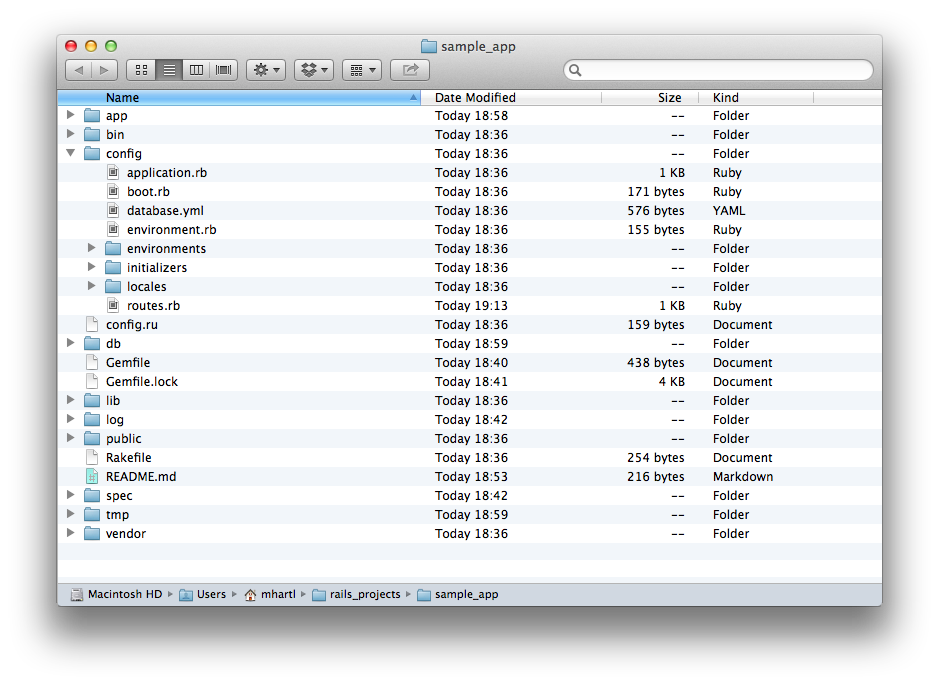 sample_app
Name Date Modified Size Kind
app Today 18:58 -- Folder
bin Today 18:36 -- Folder
config Today 18:36 -- Folder
application.rb Today 18:36 1 KB Ruby
boot.rb Today 18:36 171 bytes Ruby
database.yml Today 18:36 576 bytes YAML
environment.rb Today 18:36 155 bytes Ruby
environments Today 18:36 -- Folder
initializers Today 18:36 -- Folder
locales Today 18:36 -- Folder
routes.rb Today 19:13 1 KB Ruby
config.ru Today 18:36 159 bytes Document
db Today 18:59 -- Folder
Gemfile Today 18:40 438 bytes Document
Gemfile.lock Today 18:41 4 KB Document
lib Today 18:36 -- Folder
log Today 18:42 -- Folder
public Today 18:36 -- Folder
Rakefile Today 18:36 254 bytes Document
README.md Today 18:53 216 bytes Markdown
spec Today 18:42 -- Folder
tmp Today 18:59 -- Folder
vendor Today 18:36 -- Folder
Macintosh HD Users mhartl rails_projects sample_app